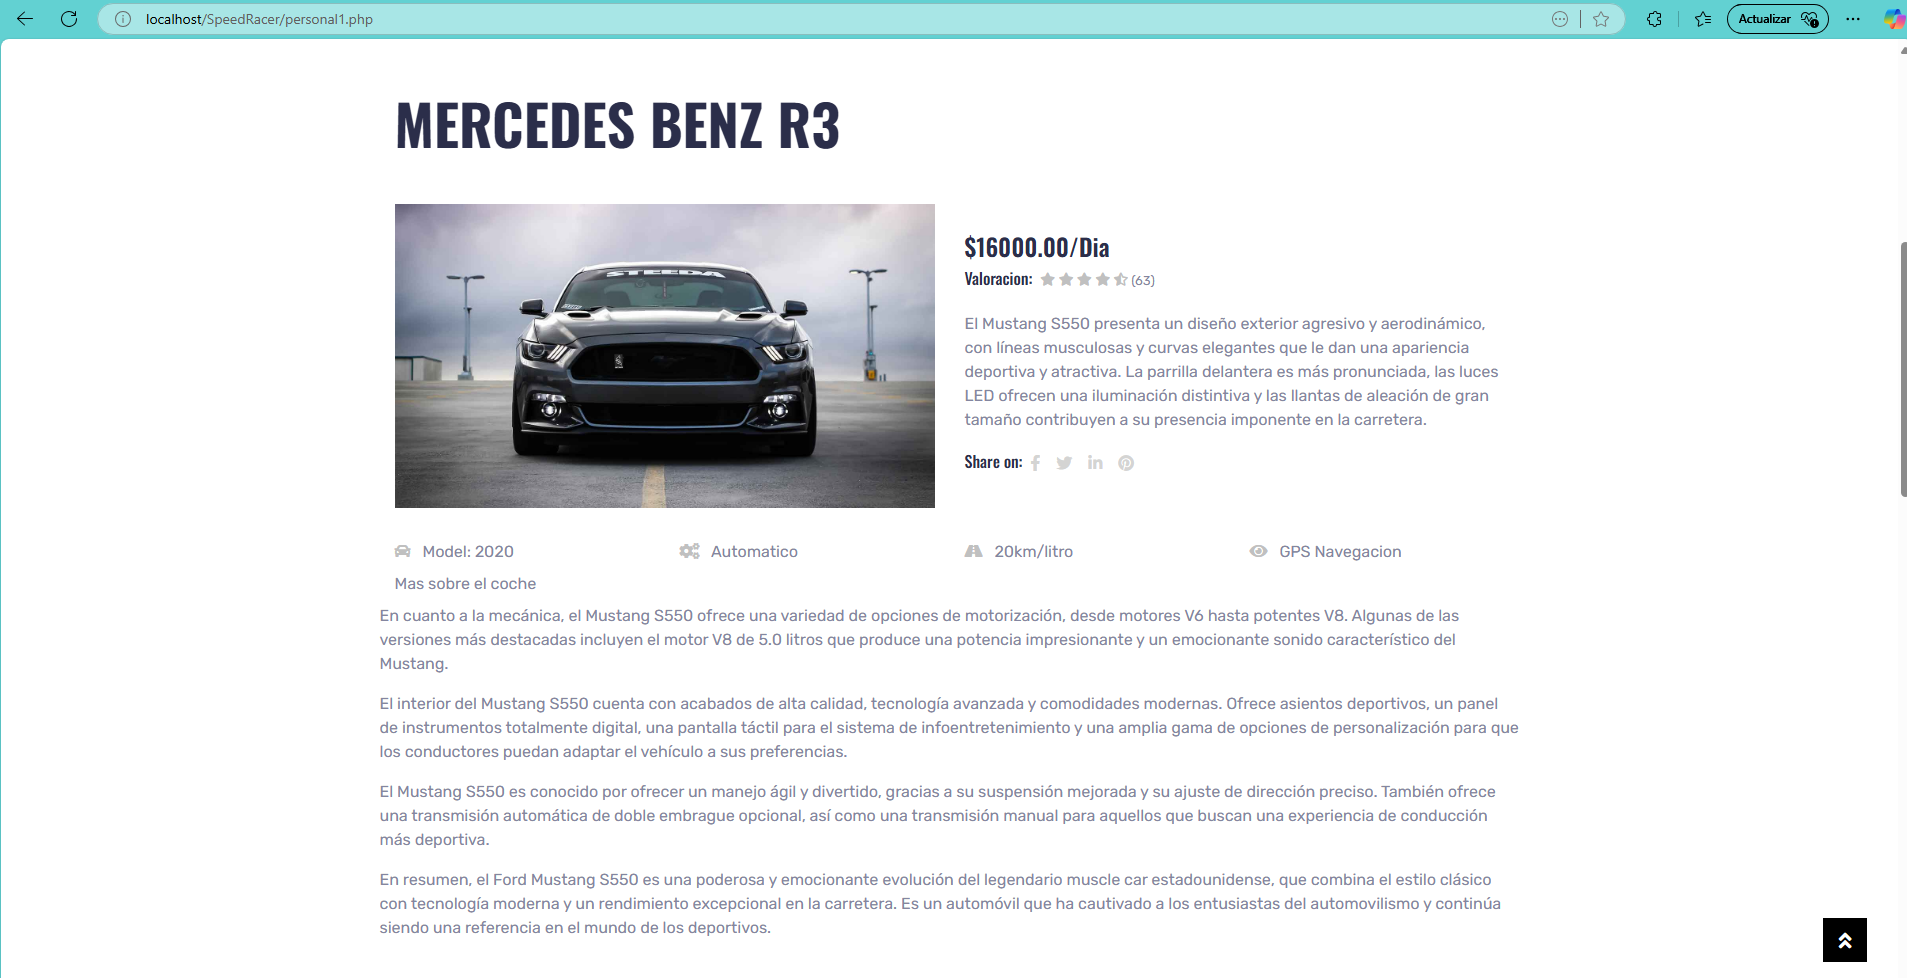 localhost/SpeedRacer/personal1.php
Actualizar
MERCEDES BENZ R3
STEEDA
$16000.00/Dia
Valoracion: (63)
El Mustang S550 presenta un diseño exterior agresivo y aerodinámico,
con líneas musculosas y curvas elegantes que le dan una apariencia
deportiva y atractiva. La parrilla delantera es más pronunciada, las luces
LED ofrecen una iluminación distintiva y las llantas de aleación de gran
tamaño contribuyen a su presencia imponente en la carretera.
Share on:
Model: 2020
Automatico
20km/litro
GPS Navegacion
Mas sobre el coche
En cuanto a la mecánica, el Mustang S550 ofrece una variedad de opciones de motorización, desde motores V6 hasta potentes V8. Algunas de las
versiones más destacadas incluyen el motor V8 de 5.0 litros que produce una potencia impresionante y un emocionante sonido característico del
Mustang.
El interior del Mustang S550 cuenta con acabados de alta calidad, tecnología avanzada y comodidades modernas. Ofrece asientos deportivos, un panel
de instrumentos totalmente digital, una pantalla táctil para el sistema de infoentretenimiento y una amplia gama de opciones de personalización para que
los conductores puedan adaptar el vehículo a sus preferencias.
El Mustang S550 es conocido por ofrecer un manejo ágil y divertido, gracias a su suspensión mejorada y su ajuste de dirección preciso. También ofrece
una transmisión automática de doble embrague opcional, así como una transmisión manual para aquellos que buscan una experiencia de conducción
más deportiva.
En resumen, el Ford Mustang S550 es una poderosa y emocionante evolución del legendario muscle car estadounidense, que combina el estilo clásico
con tecnología moderna y un rendimiento excepcional en la carretera. Es un automóvil que ha cautivado a los entusiastas del automovilismo y continúa
siendo una referencia en el mundo de los deportivos.